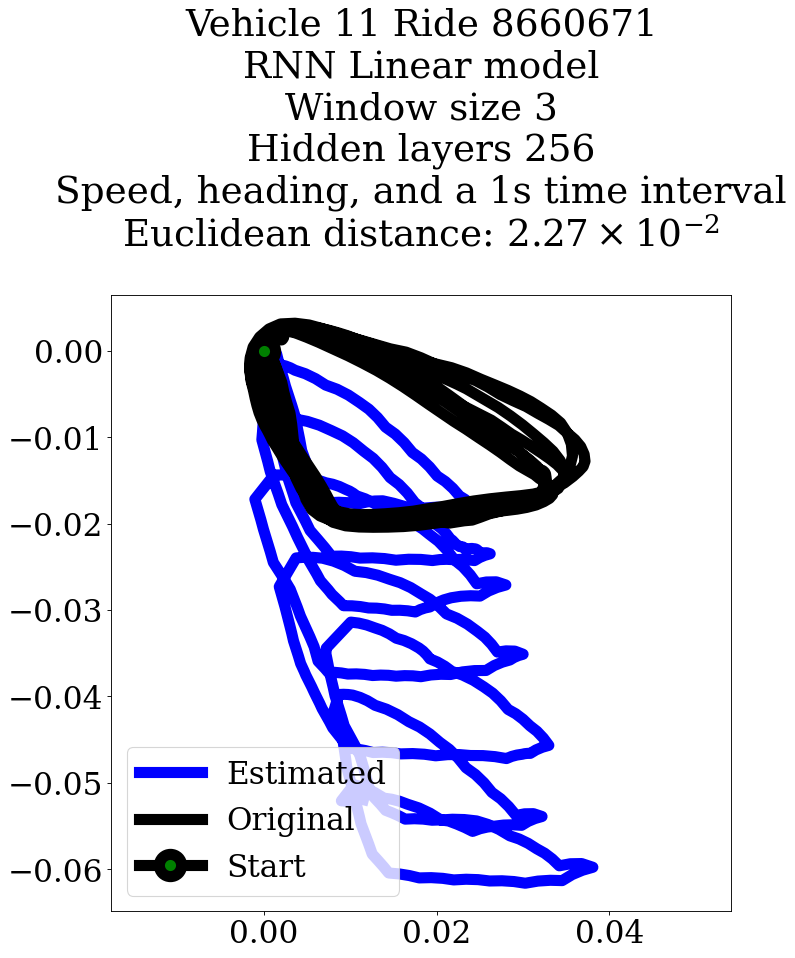 Vehicle 11 Ride 8660671
RNN Linear model
Window size 3
Hidden layers 256
Speed, heading, and a 1s time interval
Euclidean distance: 2.27 × 10⁻²
0.00
−0.01
−0.02
−0.03
−0.04
−0.05
−0.06
Estimated
Original
Start
0.00 0.02 0.04